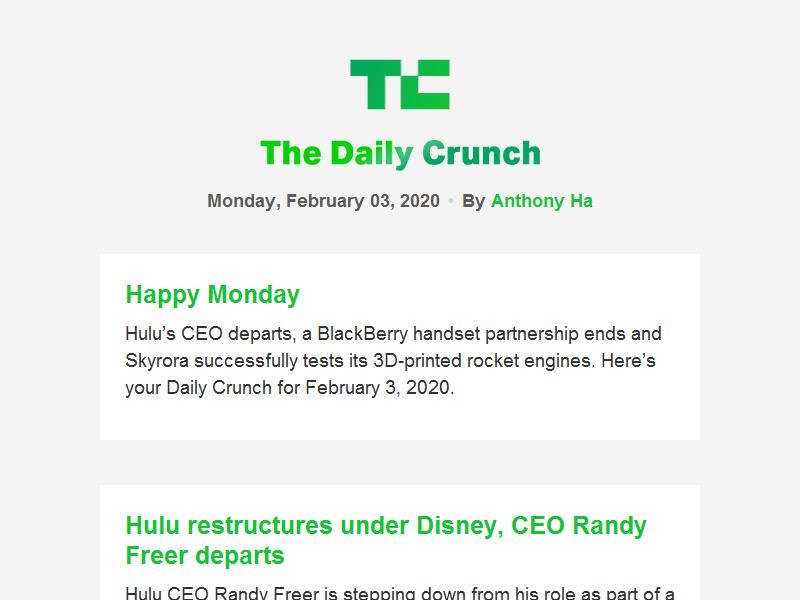 TC
The Daily Crunch
Monday, February 03, 2020 • By Anthony Ha
Happy Monday
Hulu’s CEO departs, a BlackBerry handset partnership ends and
Skyrora successfully tests its 3D-printed rocket engines. Here’s
your Daily Crunch for February 3, 2020.
Hulu restructures under Disney, CEO Randy
Freer departs
Hulu CEO Randy Freer is stepping down from his role as part of a